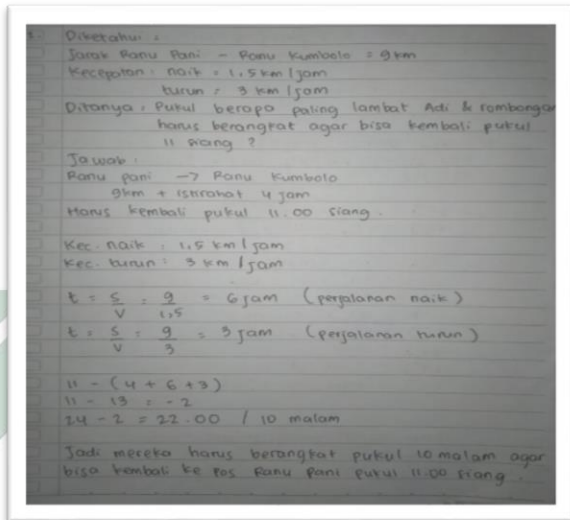 1. Diketahui :
Jarak Ranu Pani - Ranu Kumbolo = 9 km
Kecepatan : naik = 1,5 km / jam
turun = 3 km / jam
Ditanya : Pukul berapa paling lambat Adi & rombongan
harus berangkat agar bisa kembali pukul
11 siang ?
Jawab :
Ranu pani → Ranu Kumbolo
9km + istirahat 4 jam
Harus kembali pukul 11.00 siang.
Kec. naik : 1,5 km / jam
Kec. turun : 3 km / jam
t = s/v = 9/1,5 = 6 jam (perjalanan naik)
t = s/v = 9/3 = 3 jam (perjalanan turun)
11 - (4 + 6 + 3)
11 - 13 = -2
24 - 2 = 22.00 / 10 malam
Jadi mereka harus berangkat pukul 10 malam agar
bisa kembali ke pos Ranu Pani pukul 11.00 siang.